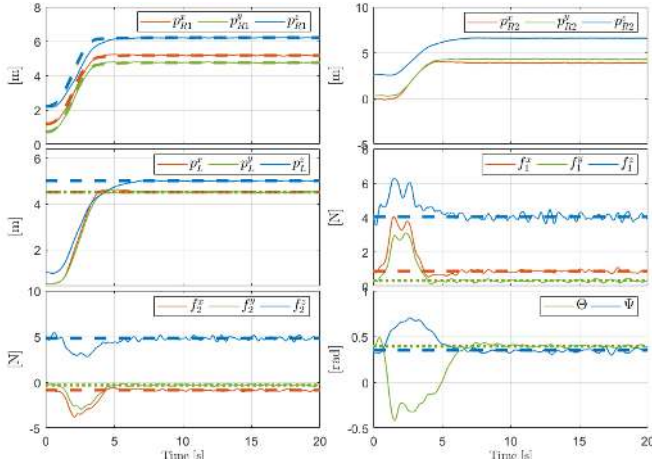 p^x_{R1} p^y_{R1} p^z_{R1}
8
6
4
2
0
[m]
p^x_{R2} p^y_{R2} p^z_{R2}
10
5
0
-5
[m]
p^x_L p^y_L p^z_L
4
2
[m]
f^x_1 f^y_1 f^z_1
8
6
4
2
0
[N]
f^x_2 f^y_2 f^z_2
10
5
0
-5
[N]
0 5 10 15 20
Time [s]
Θ Ψ
0.5
0
-0.5
[rad]
0 5 10 15 20
Time [s]